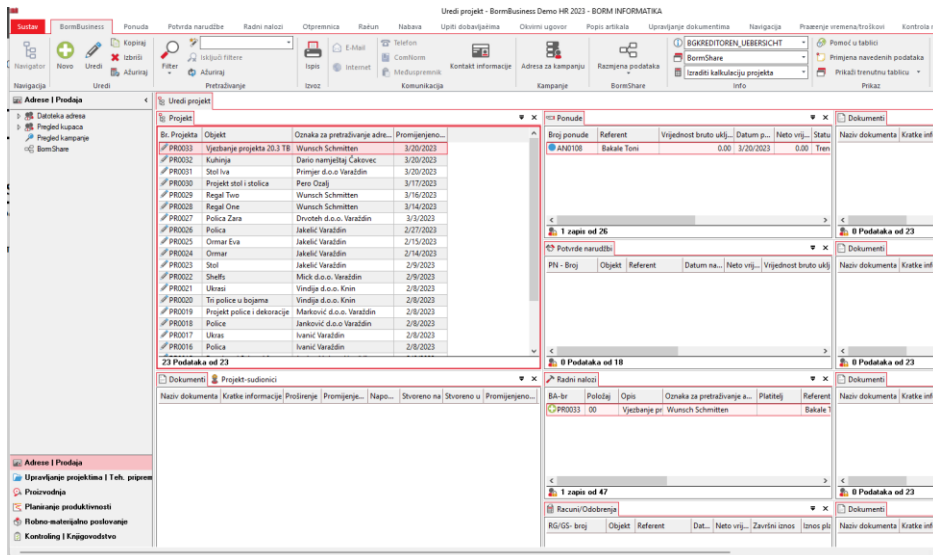 Uredi projekt - BormBusiness Demo HR 2023 - BORM INFORMATIKA
Sustav BormBusiness Ponuda Potvrda narudžbe Radni nalozi Otpremnica Račun Nabava Upiti dobavljačima Okvirni ugovor Popis artikala Upravljanje dokumentima Navigacija Praćenje vremena/troškovi Kontrola
Navigator Novo Uredi Kopiraj Izbriši Ažuriraj
Filter Isključi filtere Ažuriraj
Ispis E-Mail Internet Telefon ComNorm Međuspremnik Kontakt informacije
Adresa za kampanju Razmjena podataka
BGKREDITOREN_UEBERSICHT
BormShare
Izraditi kalkulaciju projekta
Pomoć u tablici
Primjena navedenih podataka
Prikaži trenutnu tablicu
Navigacija Uredi Pretraživanje Izvoz Komunikacija Kampanje BormShare Info Prikaz
Adrese | Prodaja
Datoteka adresa
Pregled kupaca
Pregled kampanje
BormShare
Uredi projekt
Projekt
Br. Projekta Objekt Oznaka za pretraživanje adre... Promijenjeno...
PR0033 Vjezbanje projekta 20.3 TB Wunsch Schmitten 3/20/2023
PR0032 Kuhinja Dario namještaj Čakovec 3/20/2023
PR0031 Stol Iva Primjer d.o.o Varaždin 3/20/2023
PR0030 Projekt stol i stolica Pero Ozalj 3/17/2023
PR0029 Regal Two Wunsch Schmitten 3/16/2023
PR0028 Regal One Wunsch Schmitten 3/14/2023
PR0027 Polica Zara Drvoteh d.o.o. Varaždin 3/3/2023
PR0026 Polica Jakelić Varaždin 2/27/2023
PR0025 Ormar Eva Jakelić Varaždin 2/15/2023
PR0024 Ormar Jakelić Varaždin 2/14/2023
PR0023 Stol Jakelić Varaždin 2/9/2023
PR0022 Shelfs Mick d.o.o. Varaždin 2/9/2023
PR0021 Ukrasi Vindija d.o.o. Knin 2/8/2023
PR0020 Tri police u bojama Vindija d.o.o. Knin 2/8/2023
PR0019 Projekt police i dekoracije Marković d.o.o Varaždin 2/8/2023
PR0018 Police Janković d.o.o Varaždin 2/8/2023
PR0017 Ukras Ivanić Varaždin 2/8/2023
PR0016 Polica Ivanić Varaždin 2/8/2023
23 Podataka od 23
Ponude
Broj ponude Referent Vrijednost bruto uklj... Datum p... Neto vrij... Statu
AN0108 Bakale Toni 0.00 3/20/2023 0.00 Tren
1 zapis od 26
Dokumenti
Naziv dokumenta Kratke inf
0 Podataka od 23
Potvrde narudžbi
PN - Broj Objekt Referent Datum na... Neto vrij... Vrijednost bruto uklj
0 Podataka od 18
Dokumenti
Naziv dokumenta Kratke inf
0 Podataka od 23
Dokumenti Projekt-sudionici
Naziv dokumenta Kratke informacije Proširenje Promijenje... Napo... Stvoreno na Stvoreno u Promijenjeno...
Radni nalozi
BA-br Položaj Opis Oznaka za pretraživanje a... Platitelj Referent
PR0033 00 Vjezbanje pr Wunsch Schmitten Bakale T
1 zapis od 47
Dokumenti
Naziv dokumenta Kratke inf
0 Podataka od 23
Racuni/Odobrenja
RG/GS- broj Objekt Referent Dat... Neto vrij... Završni iznos Iznos pla
Dokumenti
Naziv dokumenta Kratke inf
Adrese | Prodaja
Upravljanje projektima | Teh. priprem
Proizvodnja
Planiranje produktivnosti
Robno-materijalno poslovanje
Kontroling | Knjigovodstvo